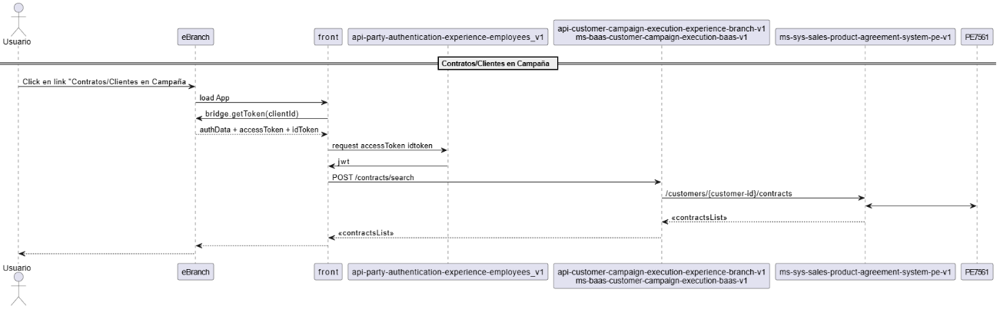 Usuario
eBranch
front
api-party-authentication-experience-employees_v1
api-customer-campaign-execution-experience-branch-v1
ms-baas-customer-campaign-execution-baas-v1
ms-sys-sales-product-agreement-system-pe-v1
PE7561
Contratos/Clientes en Campaña
Click en link "Contratos/Clientes en Campaña
load App
bridge.getToken(clientId)
authData + accessToken + idToken
request accessToken idtoken
jwt
POST /contracts/search
/customers/{customer-id}/contracts
«contractsList»
«contractsList»
Usuario
eBranch
front
api-party-authentication-experience-employees_v1
api-customer-campaign-execution-experience-branch-v1
ms-baas-customer-campaign-execution-baas-v1
ms-sys-sales-product-agreement-system-pe-v1
PE7561